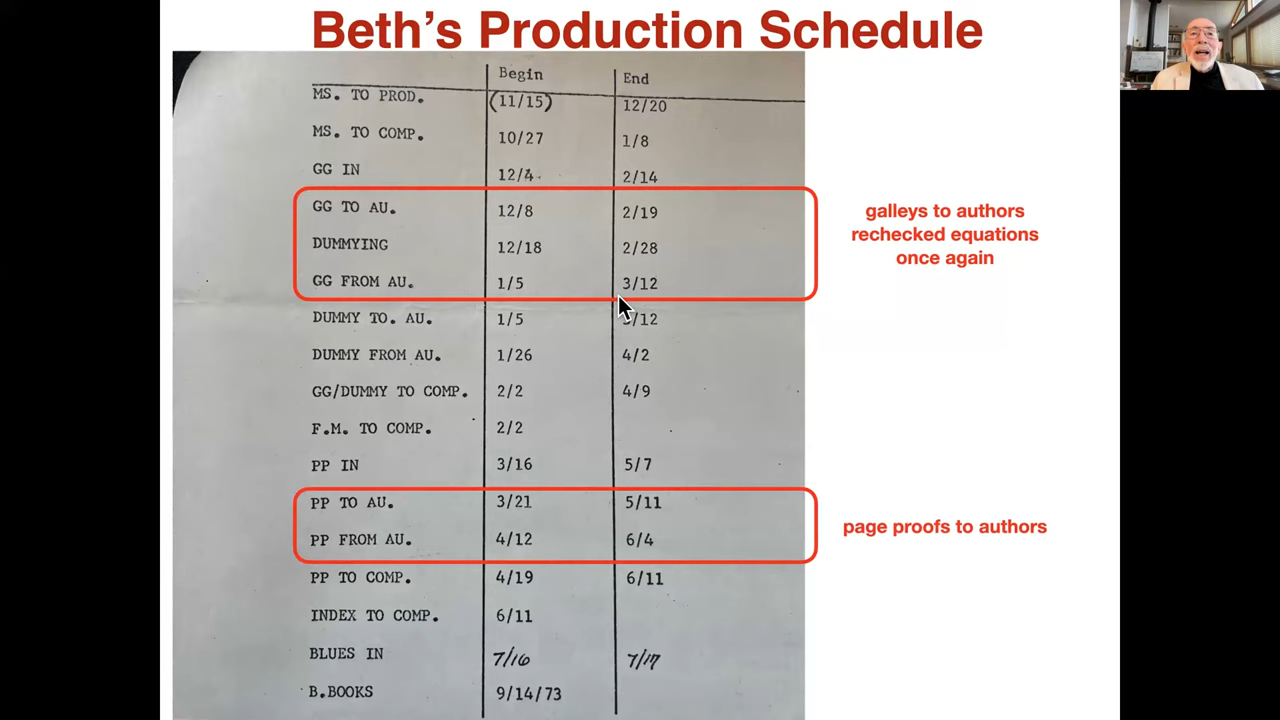 Beth's Production Schedule
Begin End
MS. TO PROD. (11/15) 12/20
MS. TO COMP. 10/27 1/8
GG IN 12/4 2/14
GG TO AU. 12/8 2/19
DUMMYING 12/18 2/28
GG FROM AU. 1/5 3/12
DUMMY TO. AU. 1/5 /12
DUMMY FROM AU. 1/26 4/2
GG/DUMMY TO COMP. 2/2 4/9
F.M. TO COMP. 2/2
PP IN 3/16 5/7
PP TO AU. 3/21 5/11
PP FROM AU. 4/12 6/4
PP TO COMP. 4/19 6/11
INDEX TO COMP. 6/11
BLUES IN 7/16 7/17
B.BOOKS 9/14/73
galleys to authors
rechecked equations
once again
page proofs to authors